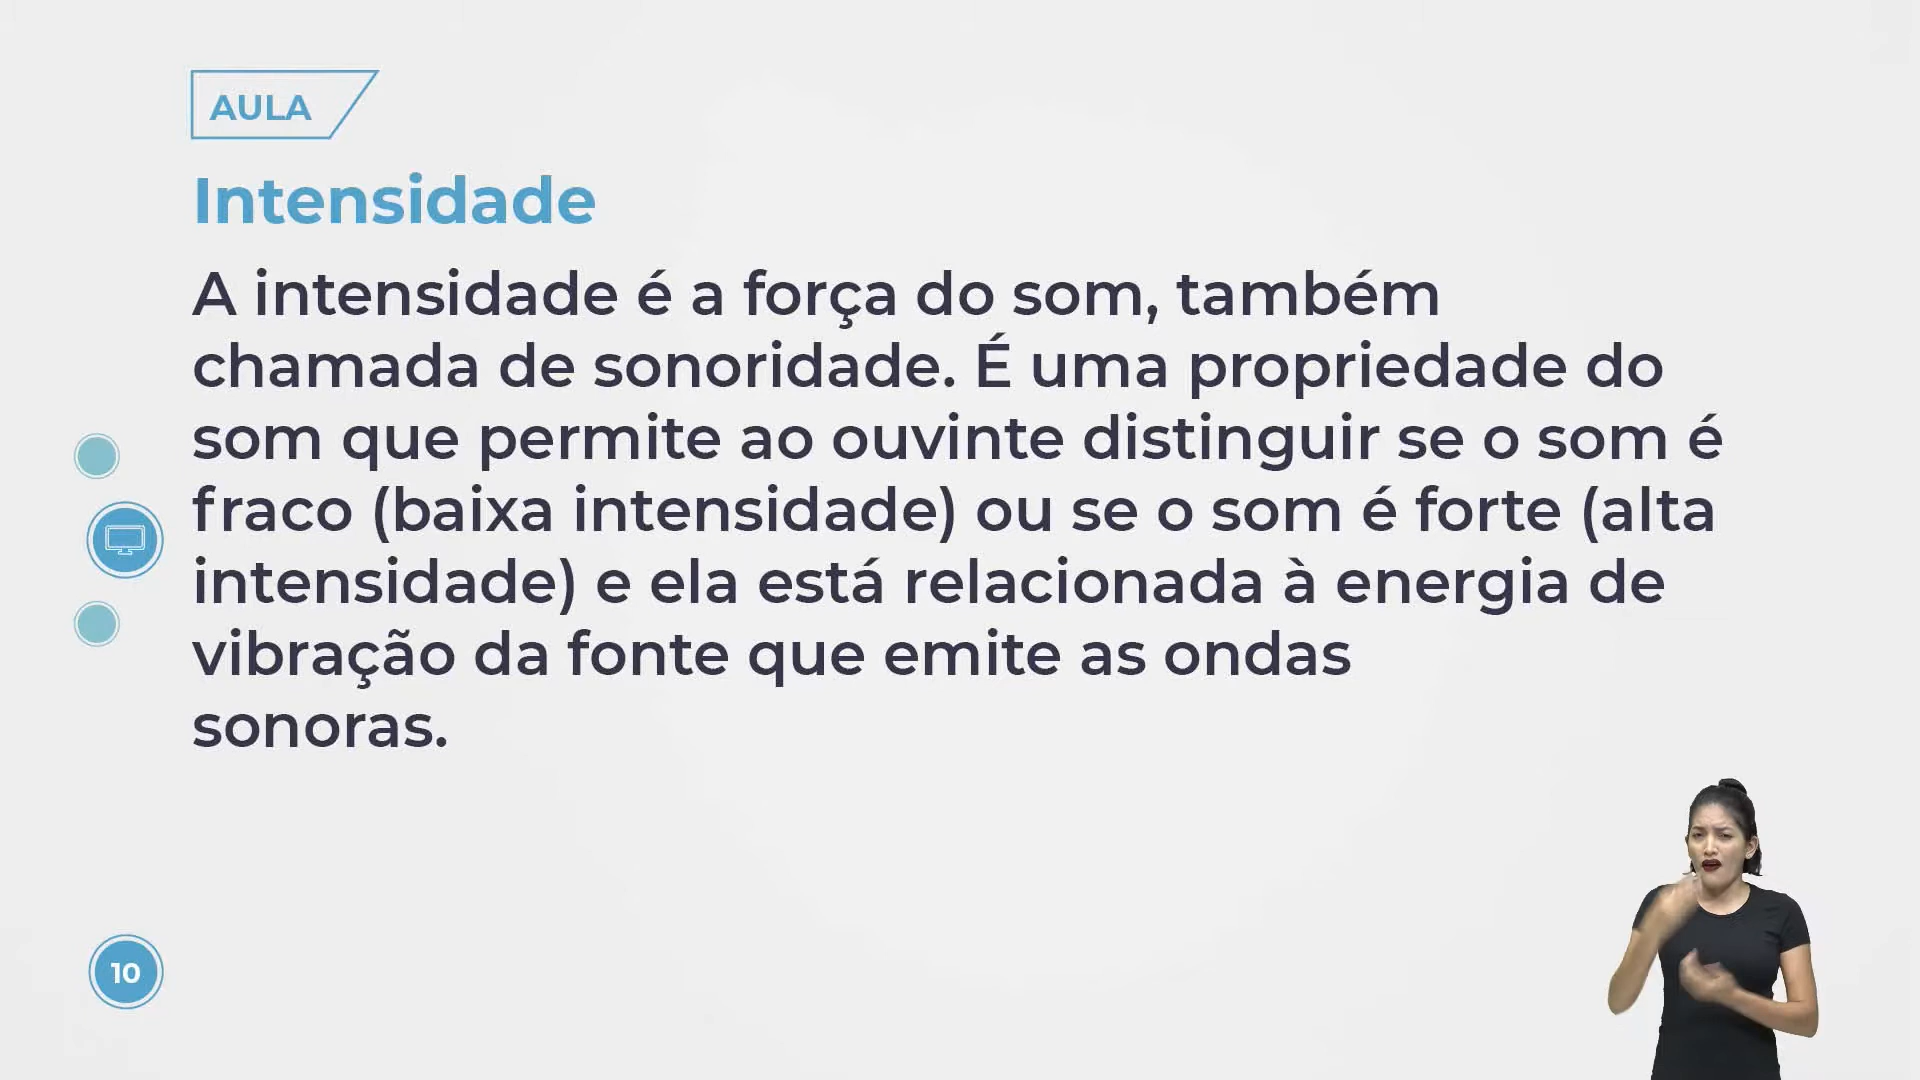 AULA
Intensidade
A intensidade é a força do som, também
chamada de sonoridade. É uma propriedade do
som que permite ao ouvinte distinguir se o som é
fraco (baixa intensidade) ou se o som é forte (alta
intensidade) e ela está relacionada à energia de
vibração da fonte que emite as ondas
sonoras.
10